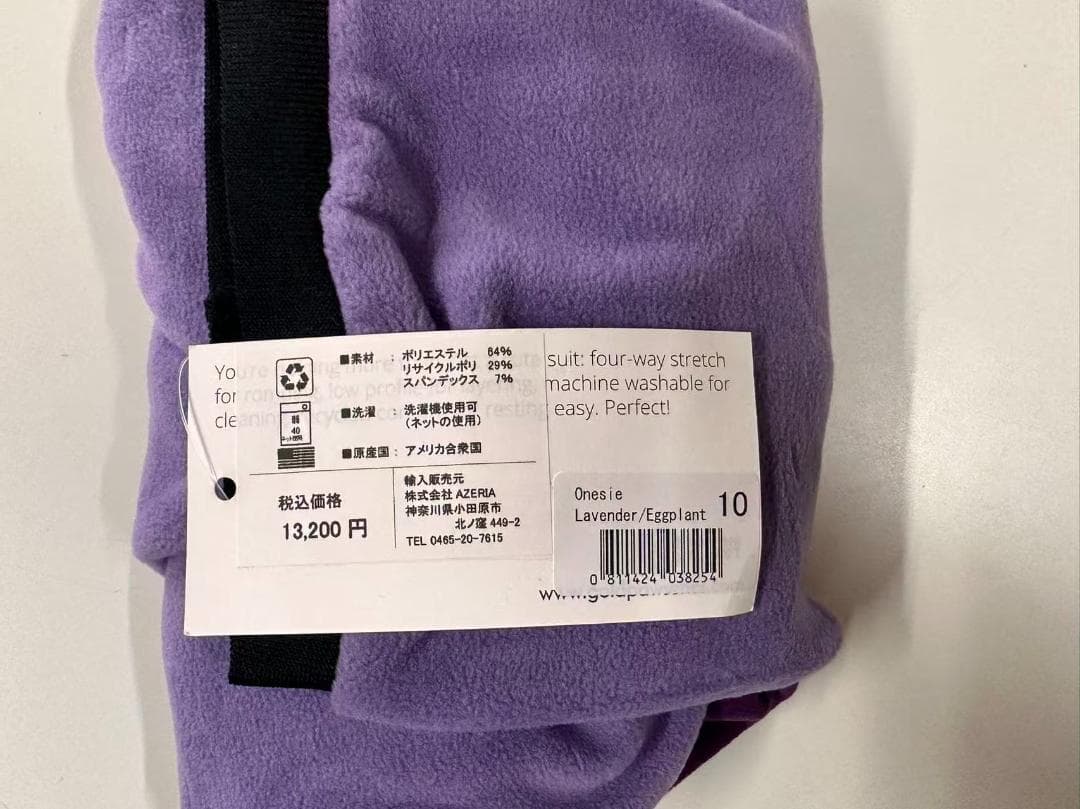 Yo
suit: four-way stretch
for
machine washable for
cle
easy. Perfect!
■素材 : ポリエステル 64%
リサイクルポリ 29%
スパンデックス 7%
■洗濯 : 洗濯機使用可
(ネットの使用)
40
■原産国 : アメリカ合衆国
税込価格
13,200 円
輸入販売元
株式会社 AZERIA
神奈川県小田原市
北ノ窪 449-2
TEL 0465-20-7615
Onesie
Lavender/Eggplant 10
0 811424 038254